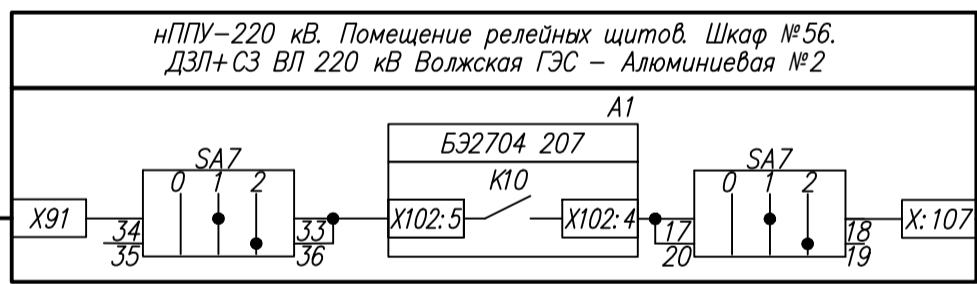 нППУ-220 кВ. Помещение релейных щитов. Шкаф №56.
ДЗЛ+СЗ ВЛ 220 кВ Волжская ГЭС - Алюминиевая №2
A1
БЭ2704 207
SA7
0 1 2
K10
SA7
0 1 2
X91
34
35
33
36
X102:5
X102:4
17
20
18
19
X:107